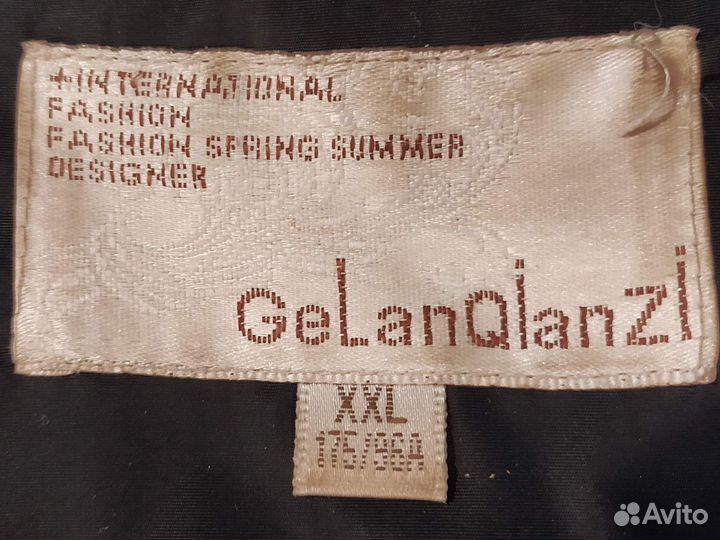 +INTERNATIONAL
FASHION
FASHION SPRING SUMMER
DESIGNER
GeLanQianZi
XXL
175/96A
Avito